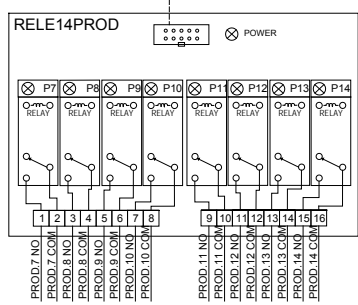 RELE14PROD
POWER
P7 P8 P9 P10 P11 P12 P13 P14
RELAY RELAY RELAY RELAY RELAY RELAY RELAY RELAY
1 2 3 4 5 6 7 8 9 10 11 12 13 14 15 16
PROD.7 NO
PROD.7 COM
PROD.8 NO
PROD.8 COM
PROD.9 NO
PROD.9 COM
PROD.10 NO
PROD.10 COM
PROD.11 NO
PROD.11 COM
PROD.12 NO
PROD.12 COM
PROD.13 NO
PROD.13 COM
PROD.14 NO
PROD.14 COM